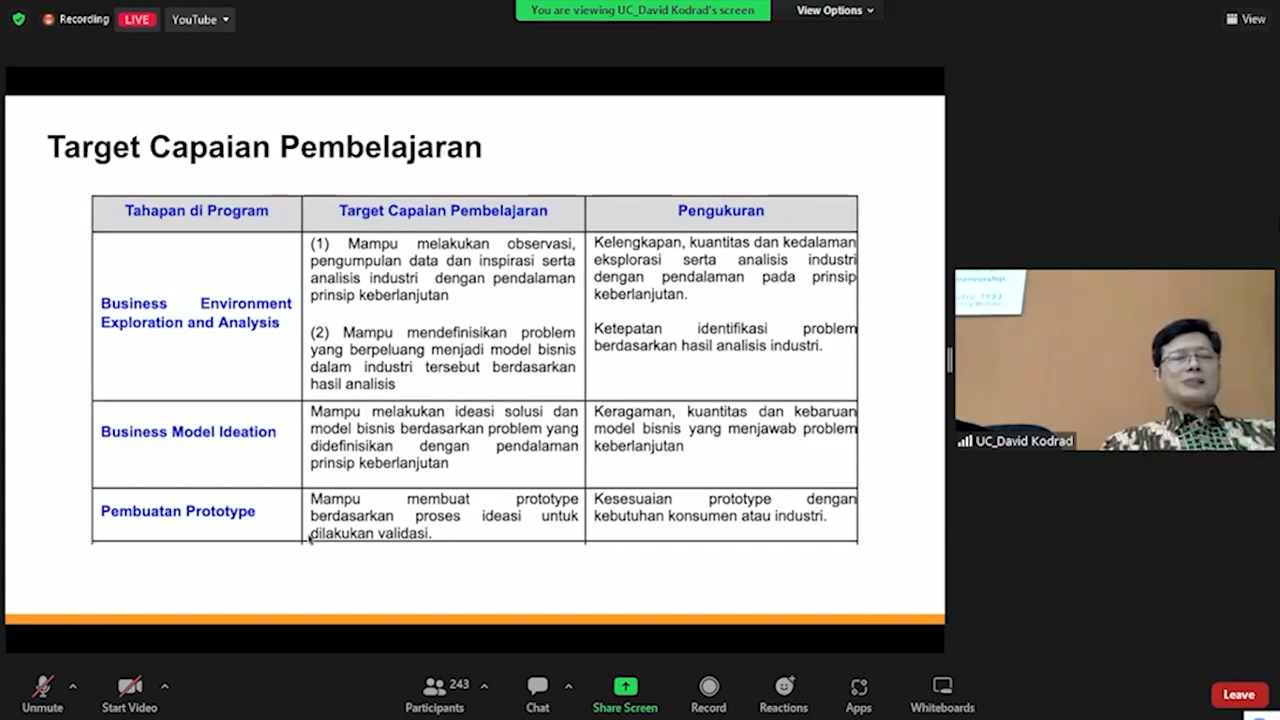 Recording
LIVE
YouTube
You are viewing UC_David Kodrad's screen
View Options
View
Target Capaian Pembelajaran
Tahapan di Program
Target Capaian Pembelajaran
Pengukuran
Business Environment
Exploration and Analysis
(1) Mampu melakukan observasi,
pengumpulan data dan inspirasi serta
analisis industri dengan pendalaman
prinsip keberlanjutan
(2) Mampu mendefinisikan problem
yang berpeluang menjadi model bisnis
dalam industri tersebut berdasarkan
hasil analisis
Kelengkapan, kuantitas dan kedalaman
eksplorasi serta analisis industri
dengan pendalaman pada prinsip
keberlanjutan.
Ketepatan identifikasi problem
berdasarkan hasil analisis industri.
Business Model Ideation
Mampu melakukan ideasi solusi dan
model bisnis berdasarkan problem yang
didefinisikan dengan pendalaman
prinsip keberlanjutan
Keragaman, kuantitas dan kebaruan
model bisnis yang menjawab problem
keberlanjutan
Pembuatan Prototype
Mampu membuat prototype
berdasarkan proses ideasi untuk
dilakukan validasi.
Kesesuaian prototype dengan
kebutuhan konsumen atau industri.
UC_David Kodrad
Unmute
Start Video
243
Participants
Chat
Share Screen
Record
Reactions
Apps
Whiteboards
Leave